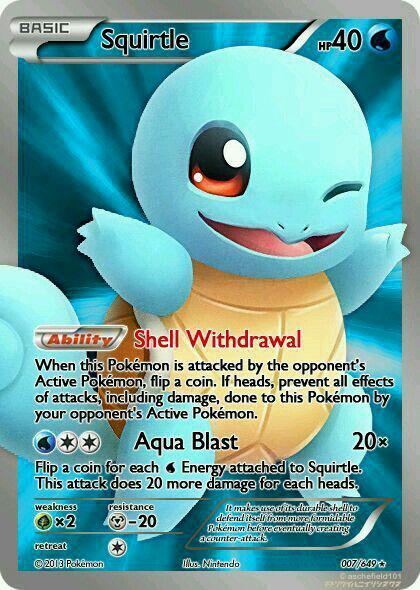 BASIC
Squirtle
HP40
Ability Shell Withdrawal
When this Pokémon is attacked by the opponent's
Active Pokémon, flip a coin. If heads, prevent all effects
of attacks, including damage, done to this Pokémon by
your opponent's Active Pokémon.
Aqua Blast 20×
Flip a coin for each Energy attached to Squirtle.
This attack does 20 more damage for each heads.
weakness resistance
×2 -20
It makes use of its durable shell to
defend itself from more formidable
Pokémon before eventually creating
a counter-attack.
retreat
© 2013 Pokémon Illus. Nintendo 007/649 ★
© aschefield101